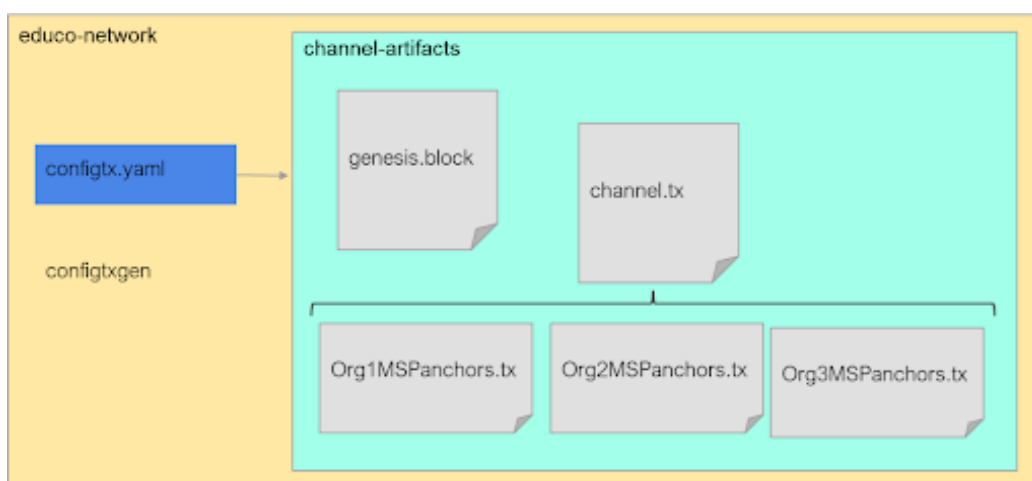 educo-network
channel-artifacts
genesis.block
configtx.yaml
channel.tx
configtxgen
Org1MSPanchors.tx
Org2MSPanchors.tx
Org3MSPanchors.tx